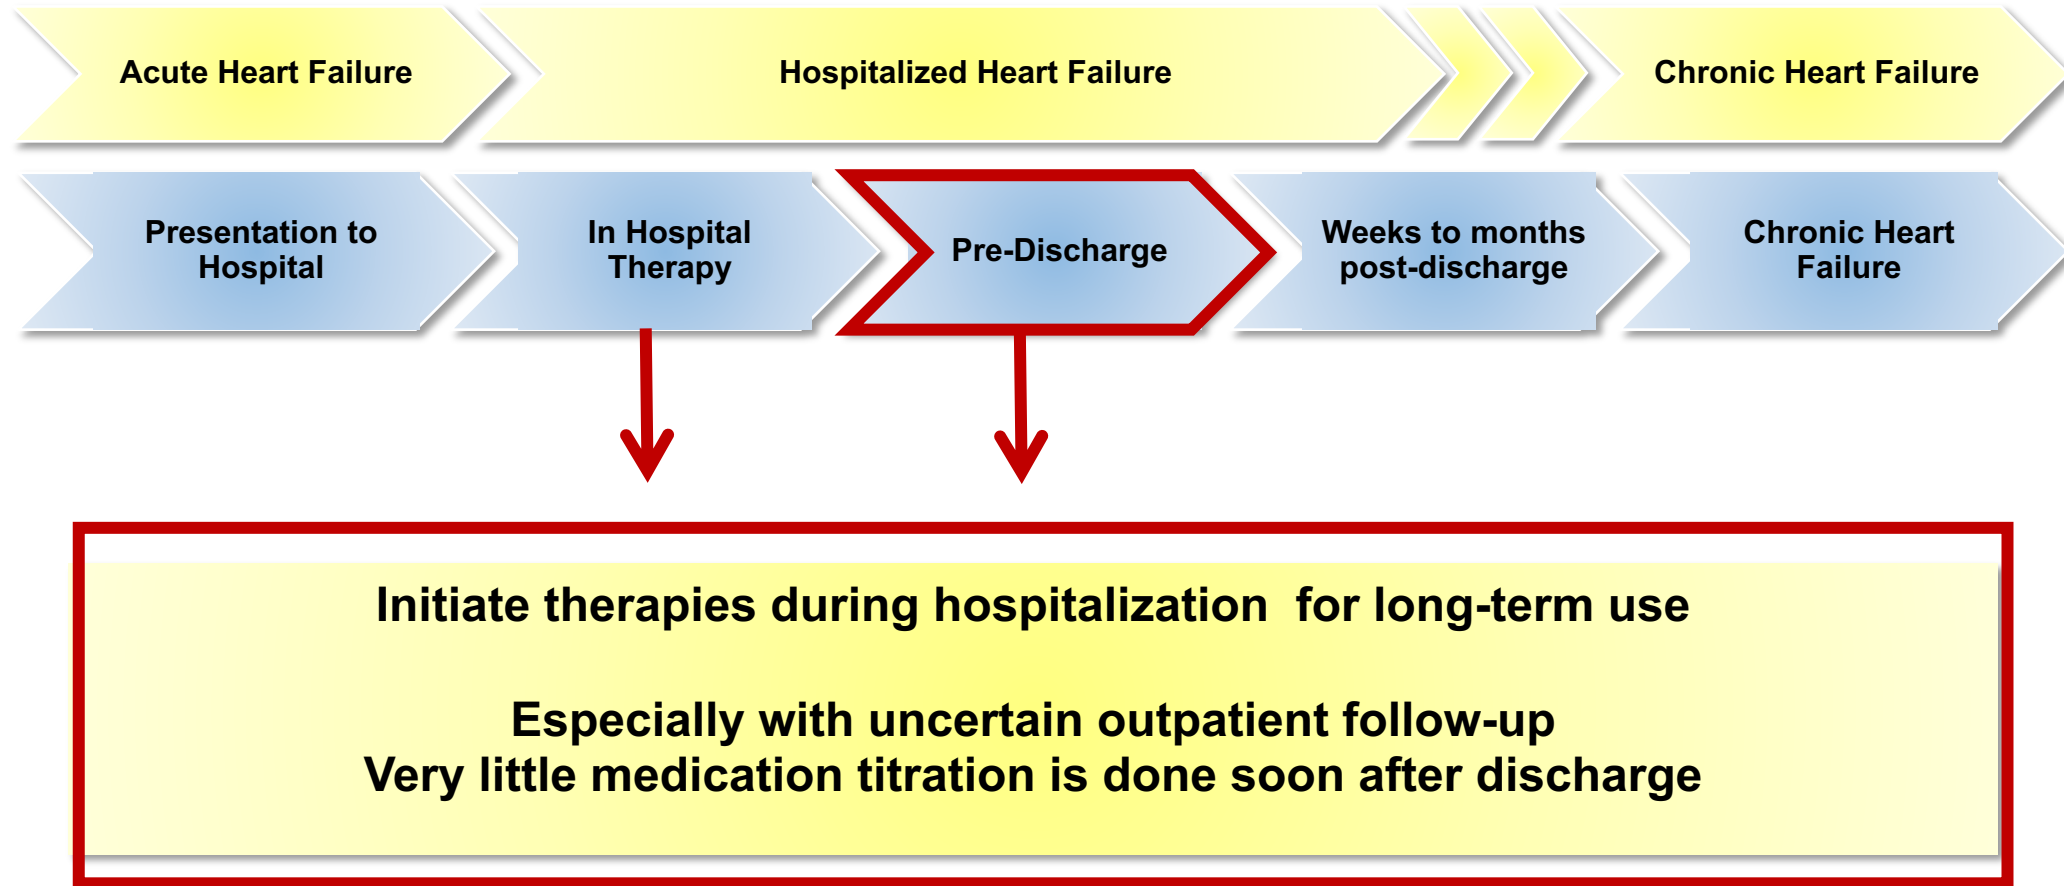 Acute Heart Failure
Hospitalized Heart Failure
Chronic Heart Failure
Presentation to
Hospital
In Hospital
Therapy
Pre-Discharge
Weeks to months
post-discharge
Chronic Heart
Failure
Initiate therapies during hospitalization  for long-term use
Especially with uncertain outpatient follow-up
Very little medication titration is done soon after discharge